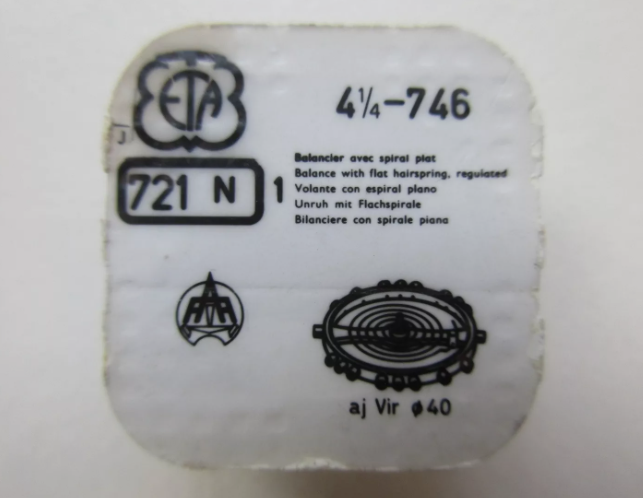 ETA
4¼-746
J
721 N 1
Balancier avec spiral plat
Balance with flat hairspring, regulated
Volante con espiral plano
Unruh mit Flachspirale
Bilanciere con spirale piana
aj Vir ø40